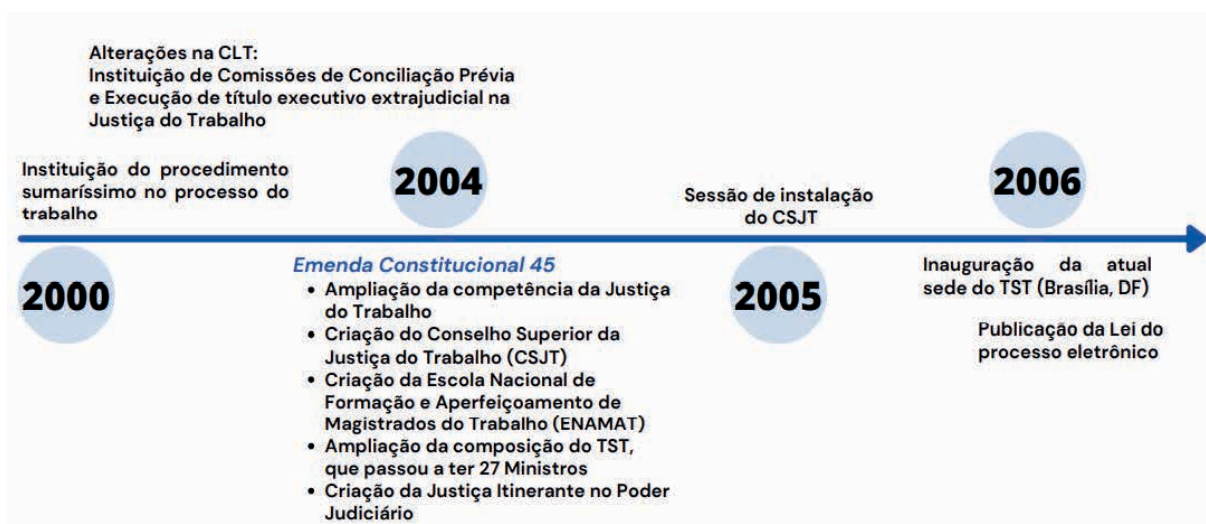 Alterações na CLT:
Instituição de Comissões de Conciliação Prévia
e Execução de título executivo extrajudicial na
Justiça do Trabalho
Instituição do procedimento
sumaríssimo no processo do
trabalho
2000
2004
Emenda Constitucional 45
• Ampliação da competência da Justiça
do Trabalho
• Criação do Conselho Superior da
Justiça do Trabalho (CSJT)
• Criação da Escola Nacional de
Formação e Aperfeiçoamento de
Magistrados do Trabalho (ENAMAT)
• Ampliação da composição do TST,
que passou a ter 27 Ministros
• Criação da Justiça Itinerante no Poder
Judiciário
Sessão de instalação
do CSJT
2005
2006
Inauguração da atual
sede do TST (Brasília, DF)
Publicação da Lei do
processo eletrônico